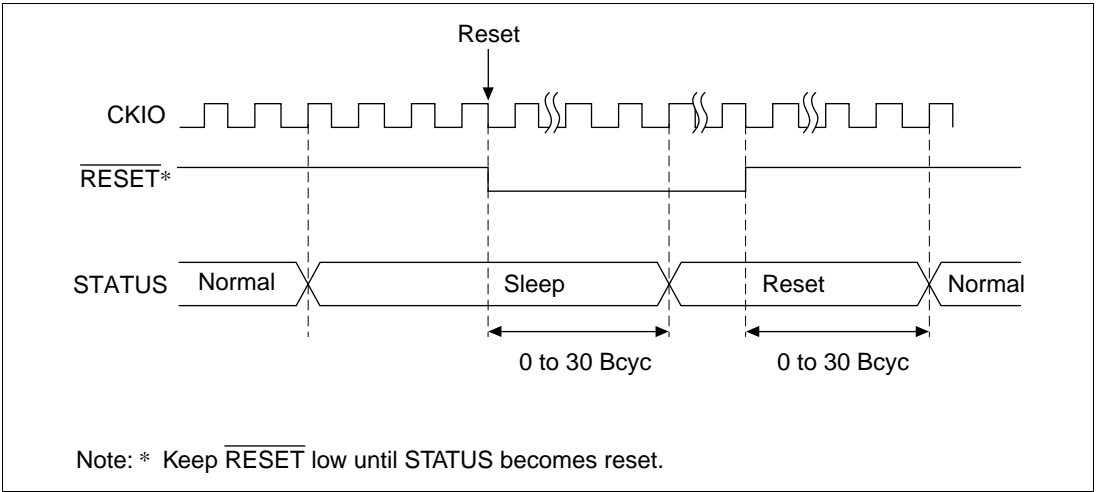 Reset
CKIO
RESET*
STATUS Normal Sleep Reset Normal
0 to 30 Bcyc 0 to 30 Bcyc
Note: * Keep RESET low until STATUS becomes reset.